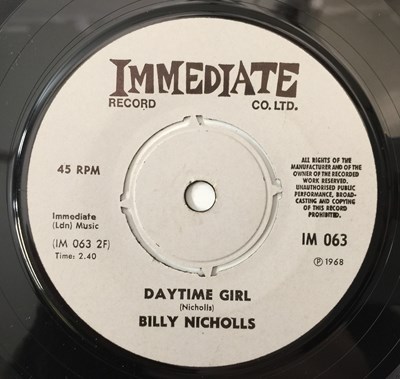 IMMEDIATE
RECORD CO. LTD.
45 RPM
ALL RIGHTS OF THE
MANUFACTURER AND OF THE
OWNER OF THE RECORDED
WORK RESERVED.
UNAUTHORISED PUBLIC
PERFORMANCE, BROAD-
CASTING AND COPYING
OF THIS RECORD
PROHIBITED.
Immediate
(Ldn) Music
(IM 063 2F)
Time: 2.40
IM 063
Ⓟ 1968
DAYTIME GIRL
(Nicholls)
BILLY NICHOLLS